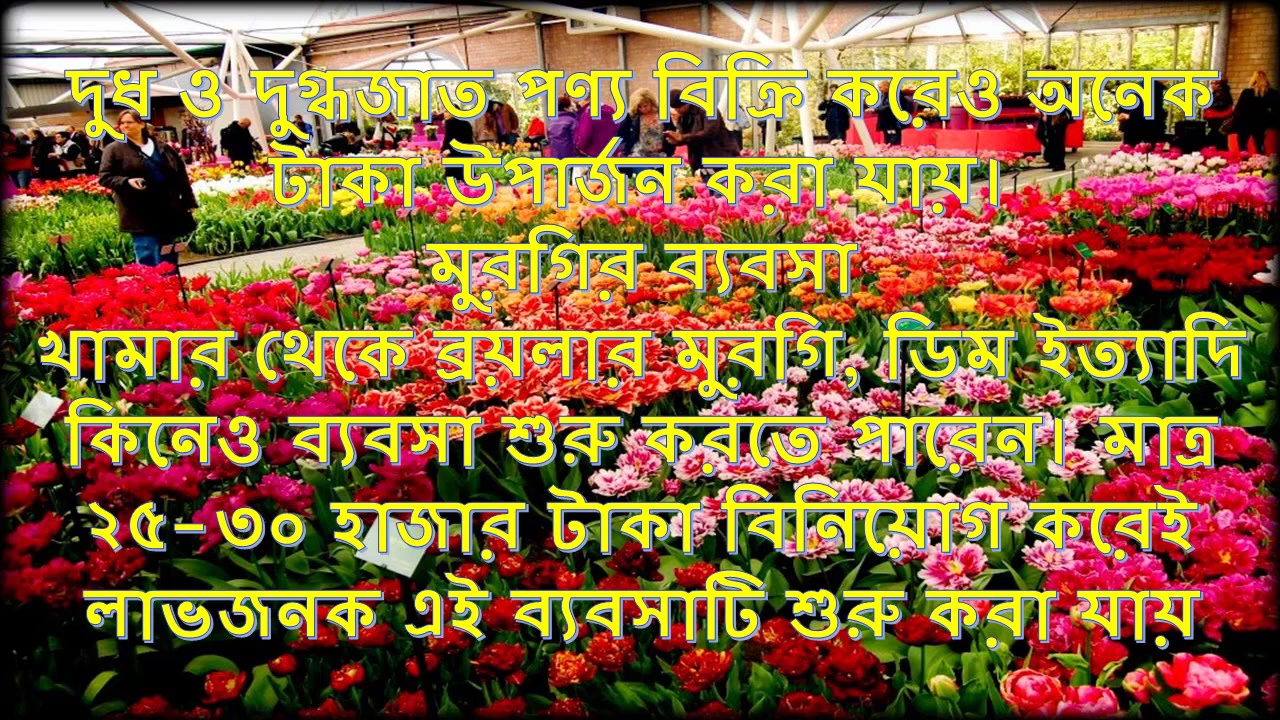 দুধ ও দুগ্ধজাত পণ্য বিক্রি করেও অনেক
টাকা উপার্জন করা যায়।
মুরগির ব্যবসা
খামার থেকে ব্রয়লার মুরগি, ডিম ইত্যাদি
কিনেও ব্যবসা শুরু করতে পারেন। মাত্র
২৫-৩০ হাজার টাকা বিনিয়োগ করেই
লাভজনক এই ব্যবসাটি শুরু করা যায়